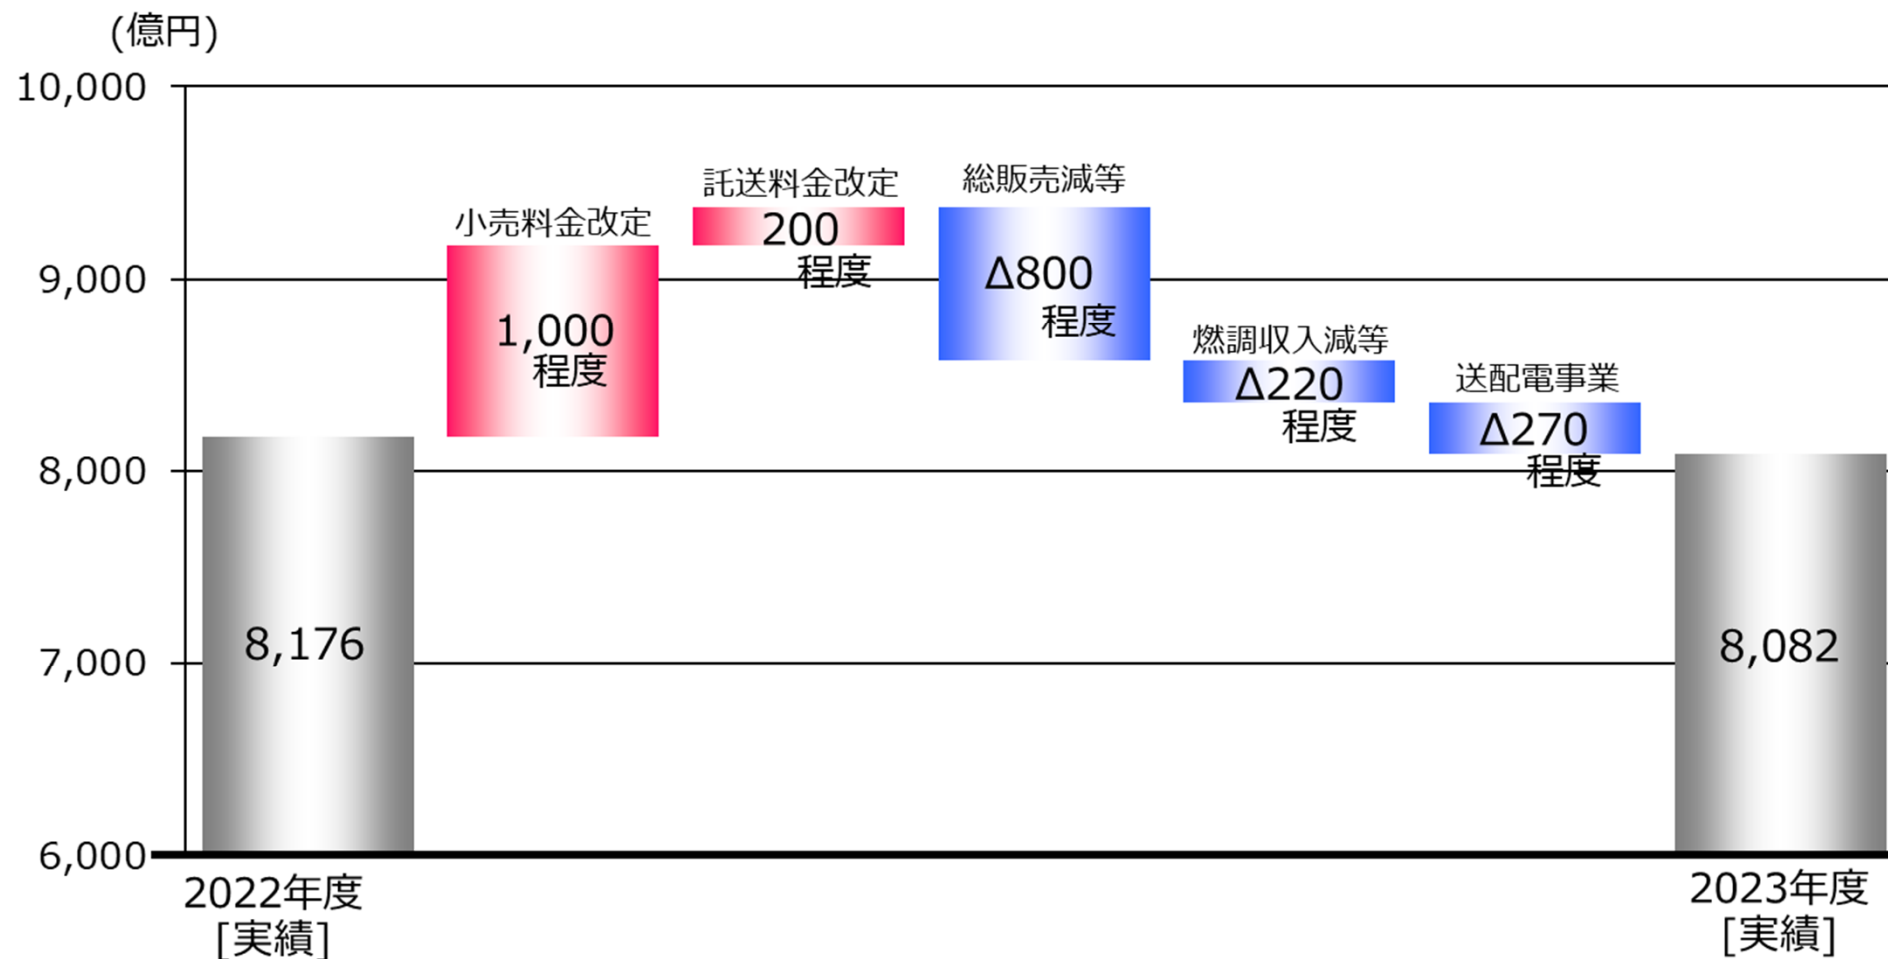 (億円)
10,000
9,000
8,000
7,000
6,000
8,176
小売料金改定
1,000
程度
託送料金改定
200
程度
総販売減等
Δ800
程度
燃調収入減等
Δ220
程度
送配電事業
Δ270
程度
8,082
2022年度
[実績]
2023年度
[実績]